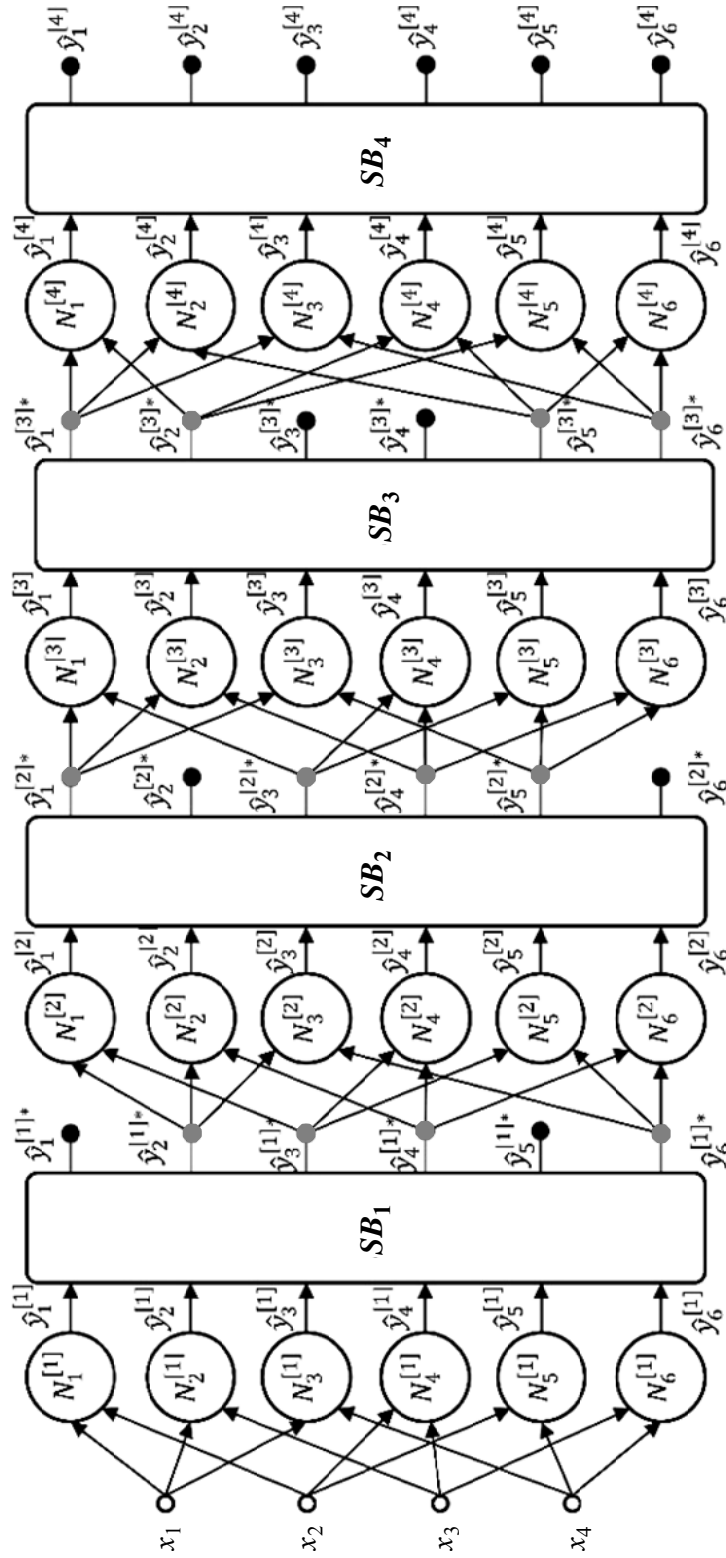 x₁
x₂
x₃
x₄
N₁^[1]
N₂^[1]
N₃^[1]
N₄^[1]
N₅^[1]
N₆^[1]
ŷ₁^[1]
ŷ₂^[1]
ŷ₃^[1]
ŷ₄^[1]
ŷ₅^[1]
ŷ₆^[1]
SB₁
ŷ₁^[1]*
ŷ₂^[1]*
ŷ₃^[1]*
ŷ₄^[1]*
ŷ₅^[1]*
ŷ₆^[1]*
N₁^[2]
N₂^[2]
N₃^[2]
N₄^[2]
N₅^[2]
N₆^[2]
ŷ₁^[2]
ŷ₂^[2]
ŷ₃^[2]
ŷ₄^[2]
ŷ₅^[2]
ŷ₆^[2]
SB₂
ŷ₁^[2]*
ŷ₂^[2]*
ŷ₃^[2]*
ŷ₄^[2]*
ŷ₅^[2]*
ŷ₆^[2]*
N₁^[3]
N₂^[3]
N₃^[3]
N₄^[3]
N₅^[3]
N₆^[3]
ŷ₁^[3]
ŷ₂^[3]
ŷ₃^[3]
ŷ₄^[3]
ŷ₅^[3]
ŷ₆^[3]
SB₃
ŷ₁^[3]*
ŷ₂^[3]*
ŷ₃^[3]*
ŷ₄^[3]*
ŷ₅^[3]*
ŷ₆^[3]*
N₁^[4]
N₂^[4]
N₃^[4]
N₄^[4]
N₅^[4]
N₆^[4]
ŷ₁^[4]
ŷ₂^[4]
ŷ₃^[4]
ŷ₄^[4]
ŷ₅^[4]
ŷ₆^[4]
SB₄
ŷ₁^[4]
ŷ₂^[4]
ŷ₃^[4]
ŷ₄^[4]
ŷ₅^[4]
ŷ₆^[4]